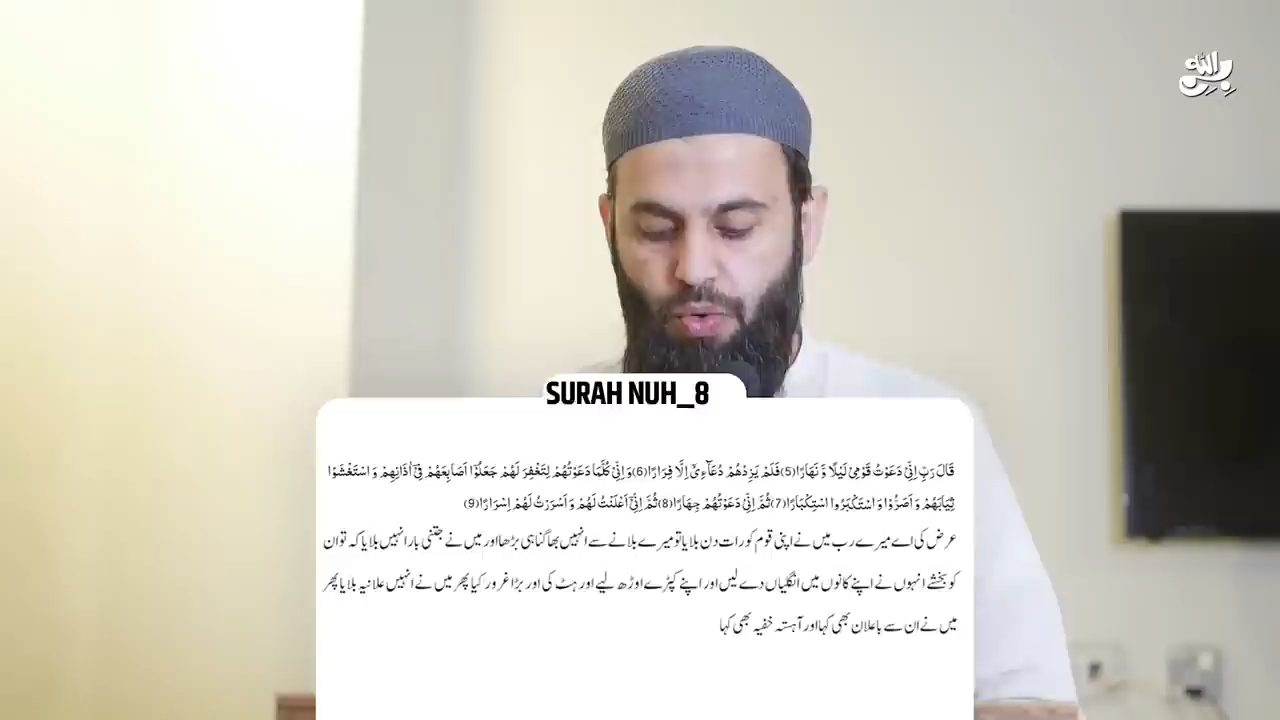 بسم الله
SURAH NUH_8
قَالَ رَبِّ اِنِّیْ دَعَوْتُ قَوْمِیْ لَیْلًا وَّ نَهَارًا(5)فَلَمْ یَزِدْهُمْ دُعَآءِیْۤ اِلَّا فِرَارًا(6)وَ اِنِّیْ كُلَّمَا دَعَوْتُهُمْ لِتَغْفِرَ لَهُمْ جَعَلُوْۤا اَصَابِعَهُمْ فِیْۤ اٰذَانِهِمْ وَ اسْتَغْشَوْا
ثِیَابَهُمْ وَ اَصَرُّوْا وَ اسْتَكْبَرُوا اسْتِكْبَارًا(7)ثُمَّ اِنِّیْ دَعَوْتُهُمْ جِهَارًا(8)ثُمَّ اِنِّیْۤ اَعْلَنْتُ لَهُمْ وَ اَسْرَرْتُ لَهُمْ اِسْرَارًا(9)
عرض کی اے میرے رب میں نے اپنی قوم کو رات دن بلایا تو میرے بلانے سے انہیں بھاگنا ہی بڑھا اور میں نے جتنی بار انہیں بلایا کہ تو ان
کو بخشے انہوں نے اپنے کانوں میں انگلیاں دے لیں اور اپنے کپڑے اوڑھ لیے اور ہٹ کی اور بڑا غرور کیا پھر میں نے انہیں علانیہ بلایا پھر
میں نے ان سے باعلان بھی کہا اور آہستہ خفیہ بھی کہا